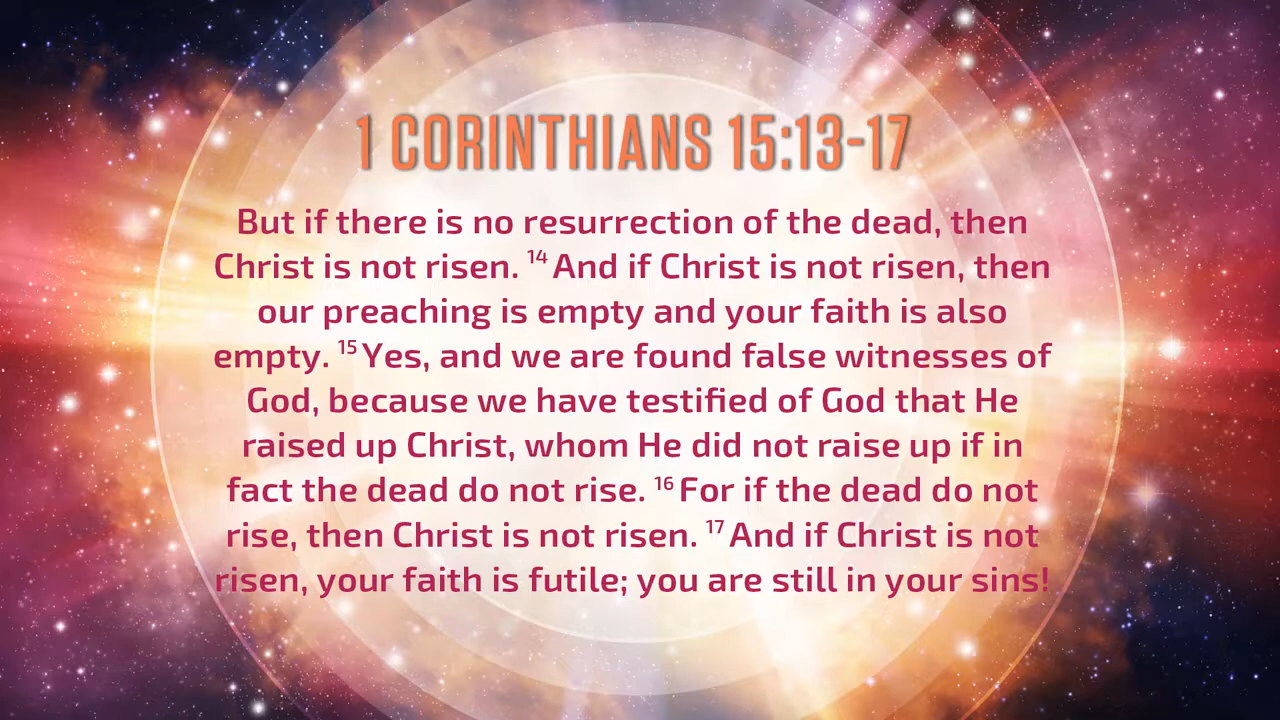 1 CORINTHIANS 15:13-17
But if there is no resurrection of the dead, then
Christ is not risen. 14 And if Christ is not risen, then
our preaching is empty and your faith is also
empty. 15 Yes, and we are found false witnesses of
God, because we have testified of God that He
raised up Christ, whom He did not raise up if in
fact the dead do not rise. 16 For if the dead do not
rise, then Christ is not risen. 17 And if Christ is not
risen, your faith is futile; you are still in your sins!